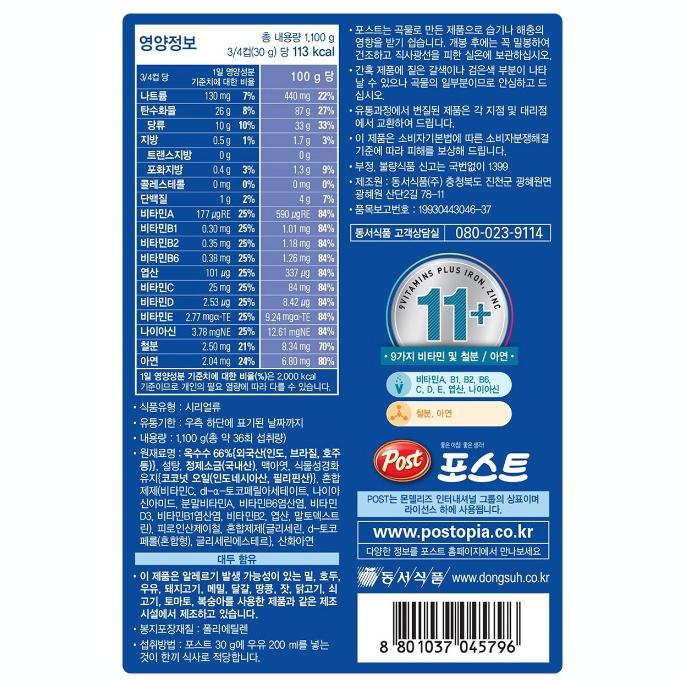 영양정보
총 내용량 1,100 g
3/4컵(30 g) 당 113 kcal
3/4컵 당 1일 영양성분 기준치에 대한 비율 100 g 당
나트륨 130 mg 7% 440 mg 22%
탄수화물 26 g 8% 87 g 27%
당류 10 g 10% 33 g 33%
지방 0.5 g 1% 1.7 g 3%
트랜스지방 0 g 0 g
포화지방 0.4 g 3% 1.3 g 9%
콜레스테롤 0 mg 0% 0 mg 0%
단백질 1 g 2% 4 g 7%
비타민A 177 µgRE 25% 590 µgRE 84%
비타민B1 0.30 mg 25% 1.01 mg 84%
비타민B2 0.35 mg 25% 1.18 mg 84%
비타민B6 0.38 mg 25% 1.26 mg 84%
엽산 101 µg 25% 337 µg 84%
비타민C 25 mg 25% 84 mg 84%
비타민D 2.53 µg 25% 8.42 µg 84%
비타민E 2.77 mgα-TE 25% 9.24 mgα-TE 84%
나이아신 3.78 mgNE 25% 12.61 mgNE 84%
철분 2.50 mg 21% 8.34 mg 70%
아연 2.04 mg 24% 6.80 mg 80%
1일 영양성분 기준치에 대한 비율(%)은 2,000 kcal
기준이므로 개인의 필요 열량에 따라 다를 수 있습니다.
• 식품유형 : 시리얼류
• 유통기한 : 우측 하단에 표기된 날짜까지
• 내용량 : 1,100 g(총 약 36회 섭취량)
• 원재료명 : 옥수수 66%{외국산(인도, 브라질, 호주
등)}, 설탕, 정제소금(국내산), 맥아엿, 식물성경화
유지{코코넛 오일(인도네시아산, 필리핀산)}, 혼합
제제(비타민C, dl-α-토코페릴아세테이트, 나이아
신아미드, 분말비타민A, 비타민B6염산염, 비타민
D3, 비타민B1염산염, 비타민B2, 엽산, 말토덱스트
린), 피로인산제이철, 혼합제제[글리세린, d-토코
페롤(혼합형), 글리세린에스테르], 산화아연
대두 함유
• 이 제품은 알레르기 발생 가능성이 있는 밀, 호두,
우유, 돼지고기, 메밀, 달걀, 땅콩, 잣, 닭고기, 쇠
고기, 토마토, 복숭아를 사용한 제품과 같은 제조
시설에서 제조하고 있습니다.
• 봉지포장재질 : 폴리에틸렌
• 섭취방법 : 포스트 30 g에 우유 200 ml를 넣는
것이 한끼 식사로 적당합니다.
• 포스트는 곡물로 만든 제품으로 습기나 해충의
영향을 받기 쉽습니다. 개봉 후에는 꼭 밀봉하여
건조하고 직사광선을 피한 실온에 보관하십시오.
• 간혹 제품에 짙은 갈색이나 검은색 부분이 나타
날 수 있으나 곡물의 일부분이므로 안심하고 드
십시오.
• 유통과정에서 변질된 제품은 각 지점 및 대리점
에서 교환하여 드립니다.
• 이 제품은 소비자기본법에 따른 소비자분쟁해결
기준에 따라 피해를 보상해 드립니다.
• 부정, 불량식품 신고는 국번없이 1399
• 제조원 : 동서식품(주) 충청북도 진천군 광혜원면
광혜원 산단2길 78-11
• 품목보고번호 : 19930443046-37
동서식품 고객상담실 080-023-9114
9 VITAMINS PLUS IRON, ZINC
11+
• 9가지 비타민 및 철분 / 아연 •
비타민A, B1, B2, B6,
C, D, E, 엽산, 나이아신
철분, 아연
좋은 아침! 좋은 생각!
Post 포스트
POST는 몬델리즈 인터내셔널 그룹의 상표이며
라이선스 하에 사용됩니다.
www.postopia.co.kr
다양한 정보를 포스트 홈페이지에서 만나보세요
동서식품 www.dongsuh.co.kr
8 801037 045796